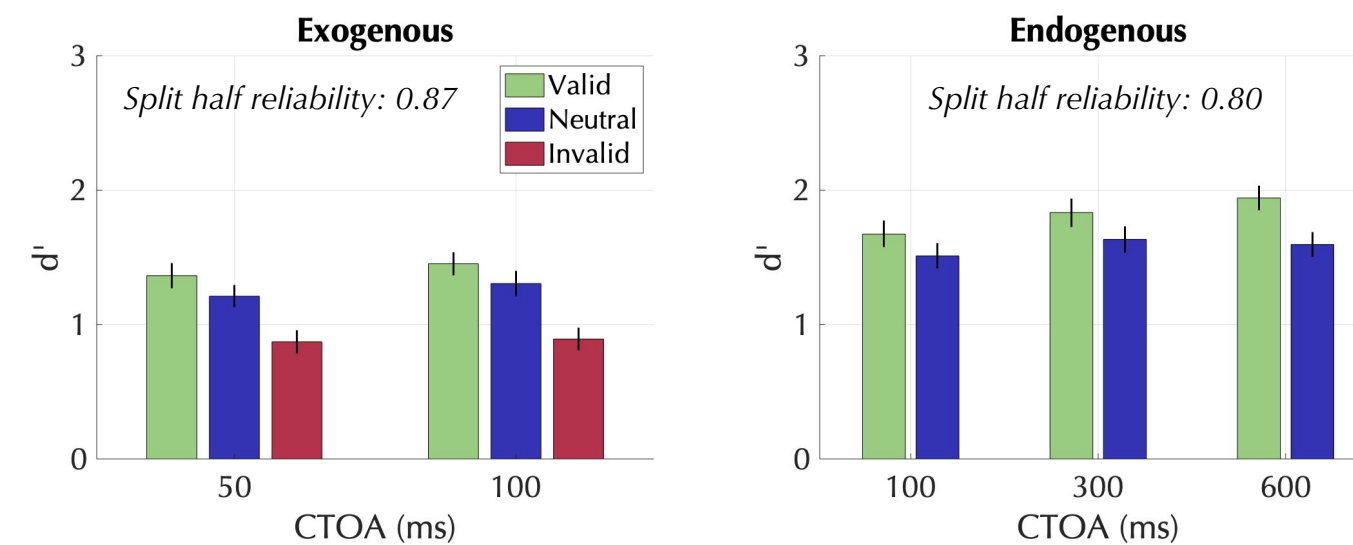 Exogenous
3
2
1
0
d'
Split half reliability: 0.87
Valid
Neutral
Invalid
50 100
CTOA (ms)
Endogenous
3
2
1
0
d'
Split half reliability: 0.80
100 300 600
CTOA (ms)